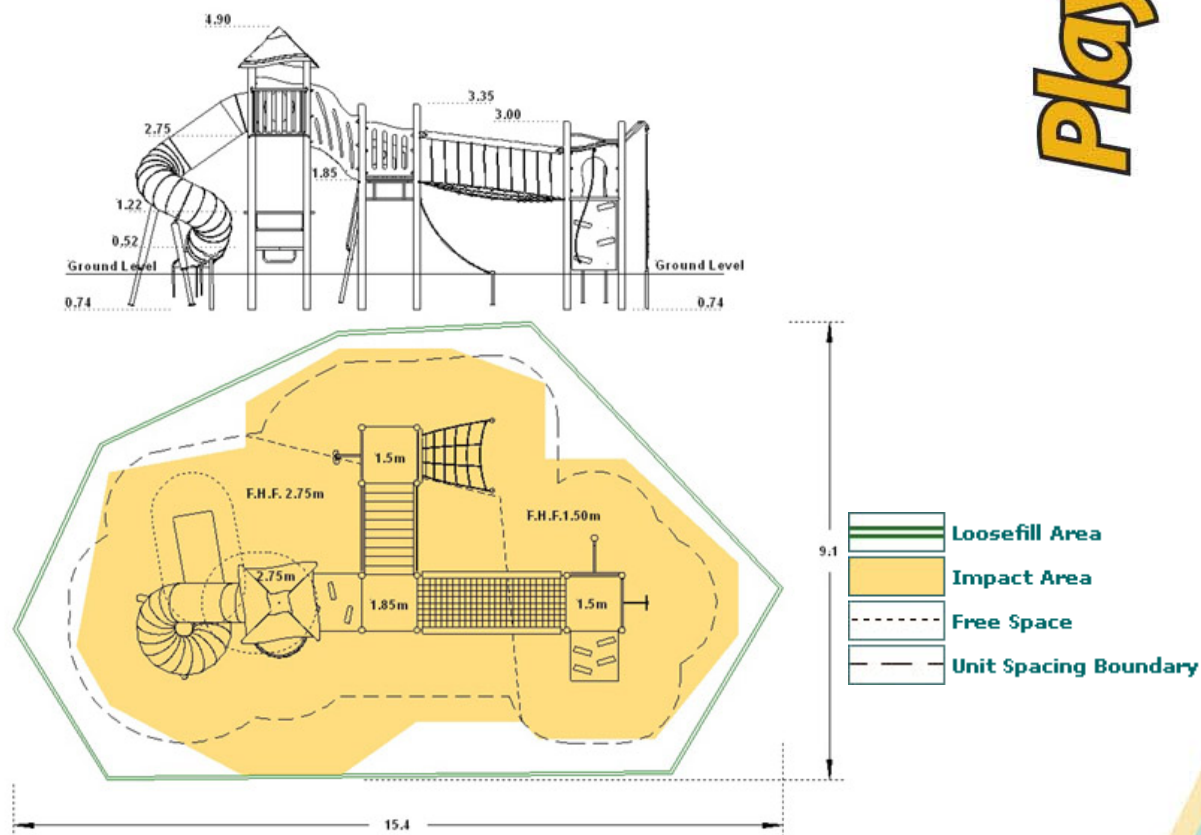 4.90
Play
3.35
3.00
2.75
1.85
1.22
0.52
Ground Level
Ground Level
0.74
0.74
1.5m
F.H.F. 2.75m
F.H.F.1.50m
2.75m
1.85m
1.5m
9.1
15.4
Loosefill Area
Impact Area
Free Space
Unit Spacing Boundary